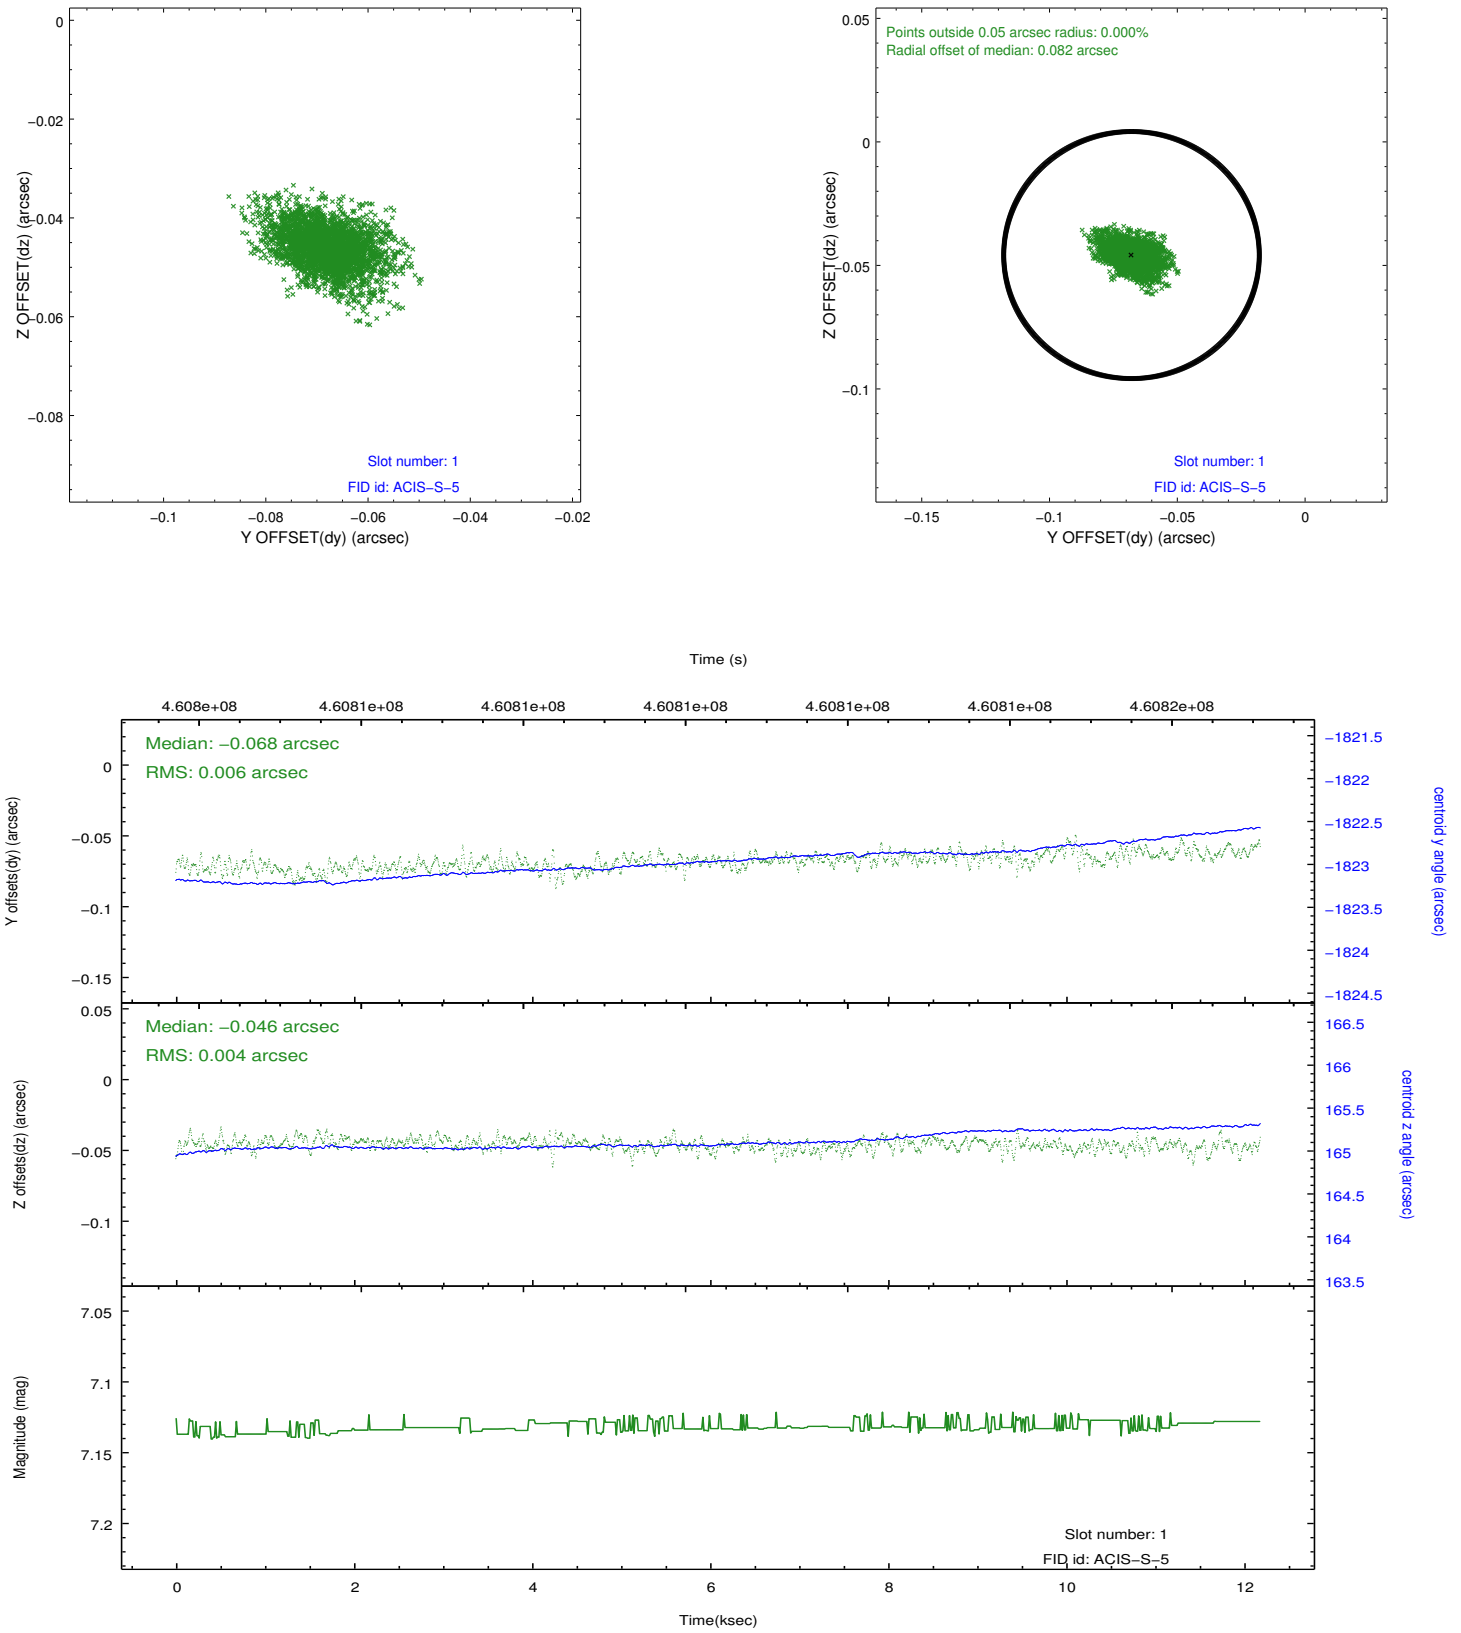 0
−0.02
−0.04
−0.06
−0.08
Z OFFSET(dz) (arcsec)
Slot number: 1
FID id: ACIS−S−5
−0.1
−0.08
−0.06
−0.04
−0.02
Y OFFSET(dy) (arcsec)
Points outside 0.05 arcsec radius: 0.000%
Radial offset of median: 0.082 arcsec
0.05
0
−0.05
−0.1
Z OFFSET(dz) (arcsec)
Slot number: 1
FID id: ACIS−S−5
−0.15
−0.1
−0.05
0
Y OFFSET(dy) (arcsec)
Time (s)
4.608e+08
4.6081e+08
4.6081e+08
4.6081e+08
4.6081e+08
4.6081e+08
4.6082e+08
Median: −0.068 arcsec
RMS: 0.006 arcsec
0
−0.05
−0.1
−0.15
Y offsets(dy) (arcsec)
−1821.5
−1822
−1822.5
−1823
−1823.5
−1824
−1824.5
centroid y angle (arcsec)
Median: −0.046 arcsec
RMS: 0.004 arcsec
0.05
0
−0.05
−0.1
Z offsets(dz) (arcsec)
166.5
166
165.5
165
164.5
164
163.5
centroid z angle (arcsec)
7.05
7.1
7.15
7.2
Magnitude (mag)
Slot number: 1
FID id: ACIS−S−5
0
2
4
6
8
10
12
Time(ksec)